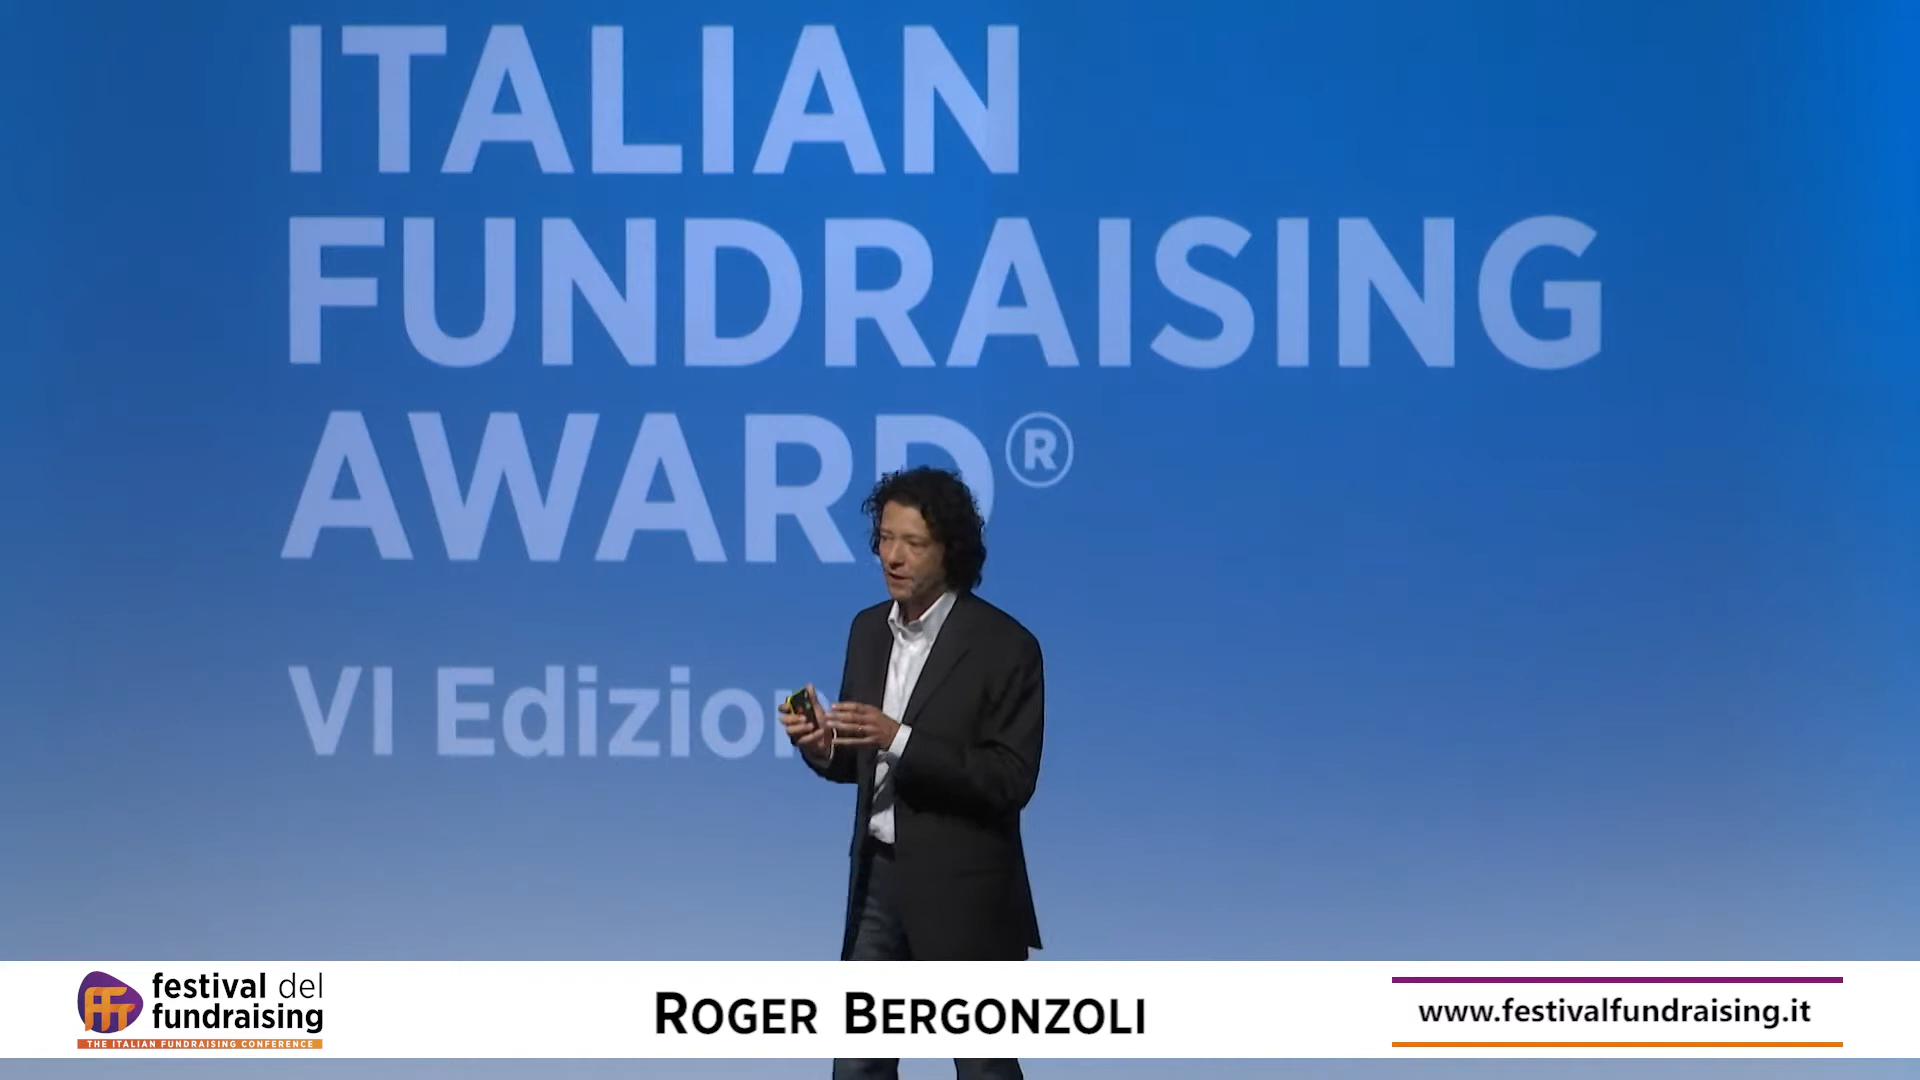 ITALIAN
FUNDRAISING
AWARD®
VI Edizion
festival del
fundraising
THE ITALIAN FUNDRAISING CONFERENCE
ROGER BERGONZOLI
www.festivalfundraising.it